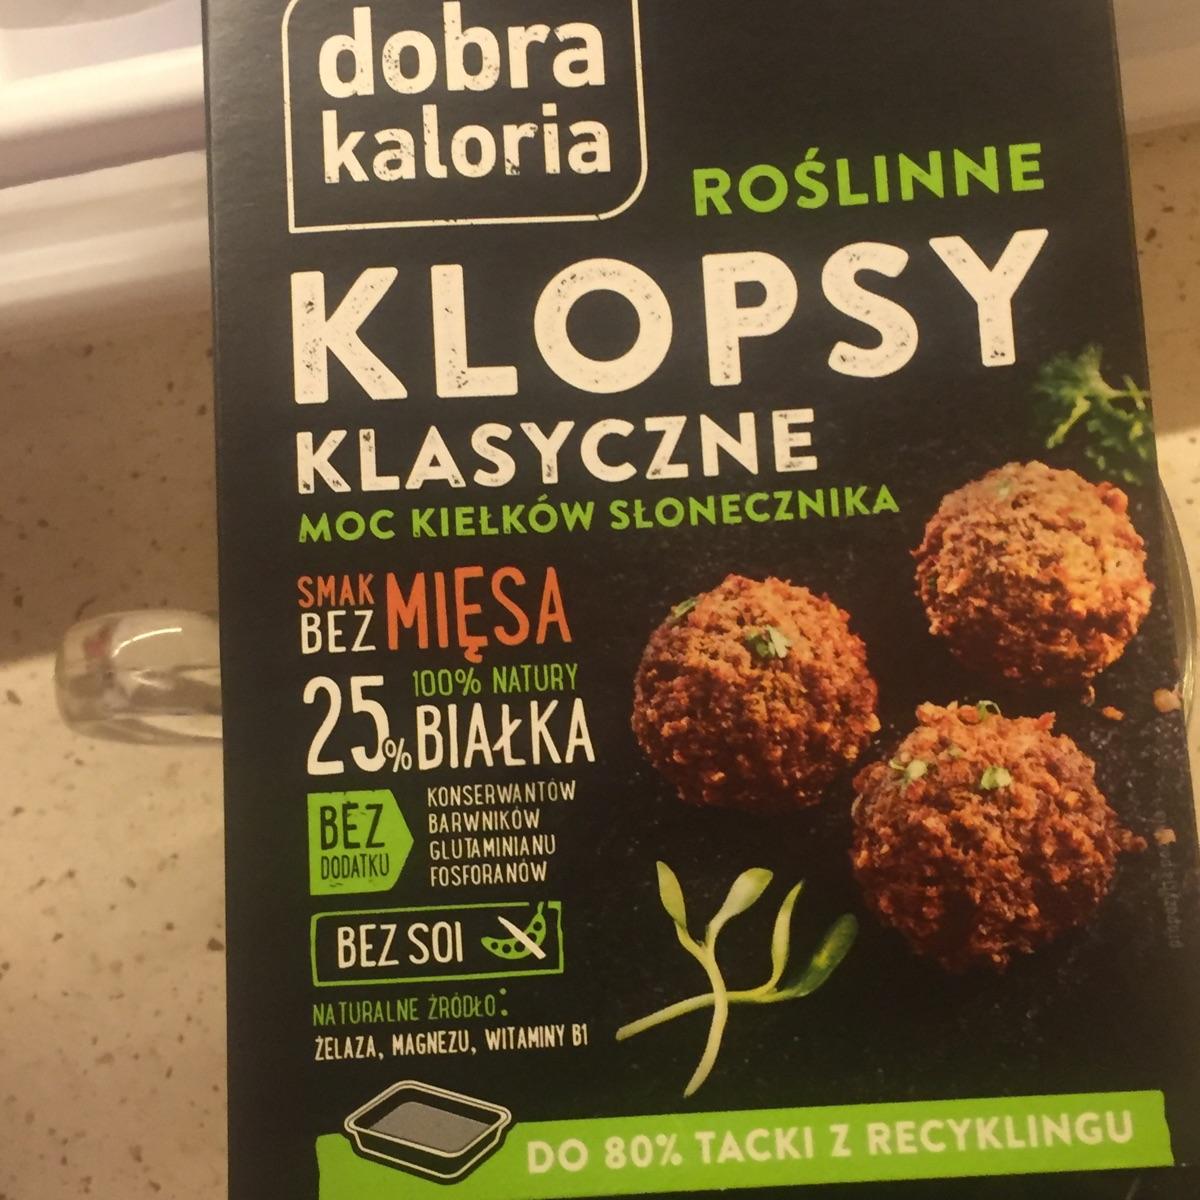 dobra
kaloria
ROŚLINNE
KLOPSY
KLASYCZNE
MOC KIEŁKÓW SŁONECZNIKA
SMAK
BEZ MIĘSA
100% NATURY
25% BIAŁKA
BEZ
DODATKU
KONSERWANTÓW
BARWNIKÓW
GLUTAMINIANU
FOSFORANÓW
BEZ SOI
NATURALNE ŹRÓDŁO:
ŻELAZA, MAGNEZU, WITAMINY B1
DO 80% TACKI Z RECYKLINGU